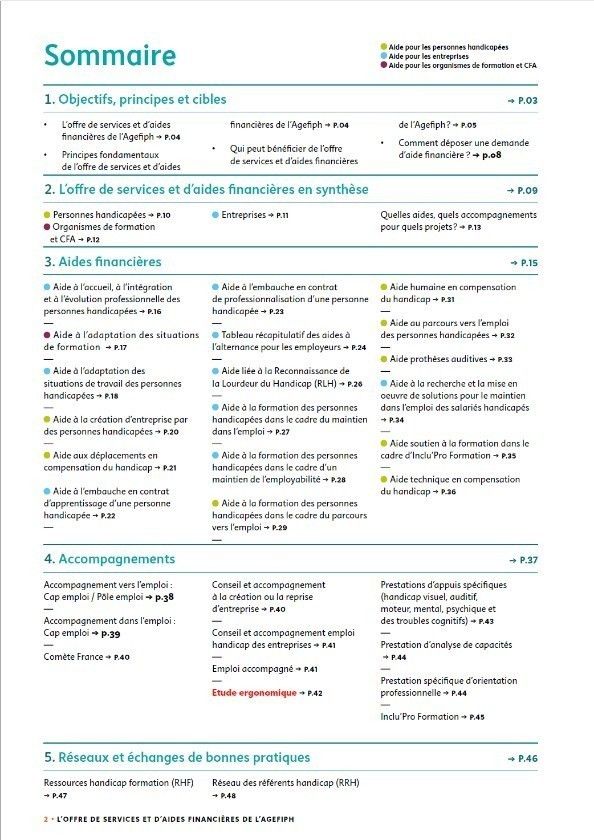 Sommaire
Aide pour les personnes handicapées
Aide pour les entreprises
Aide pour les organismes de formation et CFA
1. Objectifs, principes et cibles → P.03
• L'offre de services et d'aides
financières de l'Agefiph → P.04
• Principes fondamentaux
de l'offre de services et d'aides
financières de l'Agefiph → P.04
• Qui peut bénéficier de l'offre
de services et d'aides financières
de l'Agefiph ? → P.05
• Comment déposer une demande
d'aide financière ? → p.08
2. L'offre de services et d'aides financières en synthèse → P.09
Personnes handicapées → P.10
Organismes de formation
et CFA → P.12
Entreprises → P.11
Quelles aides, quels accompagnements
pour quels projets ? → P.13
3. Aides financières → P.15
Aide à l'accueil, à l'intégration
et à l'évolution professionnelle des
personnes handicapées → P.16
—
Aide à l'adaptation des situations
de formation → P.17
—
Aide à l'adaptation des
situations de travail des personnes
handicapées → P.18
—
Aide à la création d'entreprise par
des personnes handicapées → P.20
—
Aide aux déplacements en
compensation du handicap → P.21
—
Aide à l'embauche en contrat
d'apprentissage d'une personne
handicapée → P.22
—
Aide à l'embauche en contrat
de professionnalisation d'une personne
handicapée → P.23
—
Tableau récapitulatif des aides à
l'alternance pour les employeurs → P.24
—
Aide liée à la Reconnaissance de
la Lourdeur du Handicap (RLH) → P.26
—
Aide à la formation des personnes
handicapées dans le cadre du maintien
dans l'emploi → P.27
—
Aide à la formation des personnes
handicapées dans le cadre d'un
maintien de l'employabilité → P.28
—
Aide à la formation des personnes
handicapées dans le cadre du parcours
vers l'emploi → P.29
—
Aide humaine en compensation
du handicap → P.31
—
Aide au parcours vers l'emploi
des personnes handicapées → P.32
—
Aide prothèses auditives → P.33
—
Aide à la recherche et la mise en
oeuvre de solutions pour le maintien
dans l'emploi des salariés handicapés
→ P.34
—
Aide soutien à la formation dans le
cadre d'Inclu'Pro Formation → P.35
—
Aide technique en compensation
du handicap → P.36
4. Accompagnements → P.37
Accompagnement vers l'emploi :
Cap emploi / Pôle emploi → p.38
—
Accompagnement dans l'emploi :
Cap emploi → p.39
—
Comète France → P.40
Conseil et accompagnement
à la création ou la reprise
d'entreprise → P.40
—
Conseil et accompagnement emploi
handicap des entreprises → P.41
—
Emploi accompagné → P.41
—
Etude ergonomique → P.42
Prestations d'appuis spécifiques
(handicap visuel, auditif,
moteur, mental, psychique et
des troubles cognitifs) → P.43
—
Prestation d'analyse de capacités
→ P.44
—
Prestation spécifique d'orientation
professionnelle → P.44
—
Inclu'Pro Formation → P.45
5. Réseaux et échanges de bonnes pratiques → P.46
Ressources handicap formation (RHF)
→ P.47
Réseau des référents handicap (RRH)
→ P.48
2 • L'OFFRE DE SERVICES ET D'AIDES FINANCIÈRES DE L'AGEFIPH